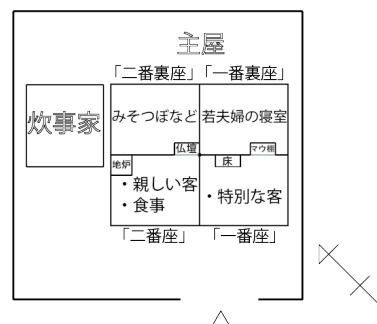 主屋
「二番裏座」「一番裏座」
炊事家
みそつぼなど
若夫婦の寝室
仏壇
マウ棚
床
地炉
・親しい客
・食事
・特別な客
「二番座」
「一番座」